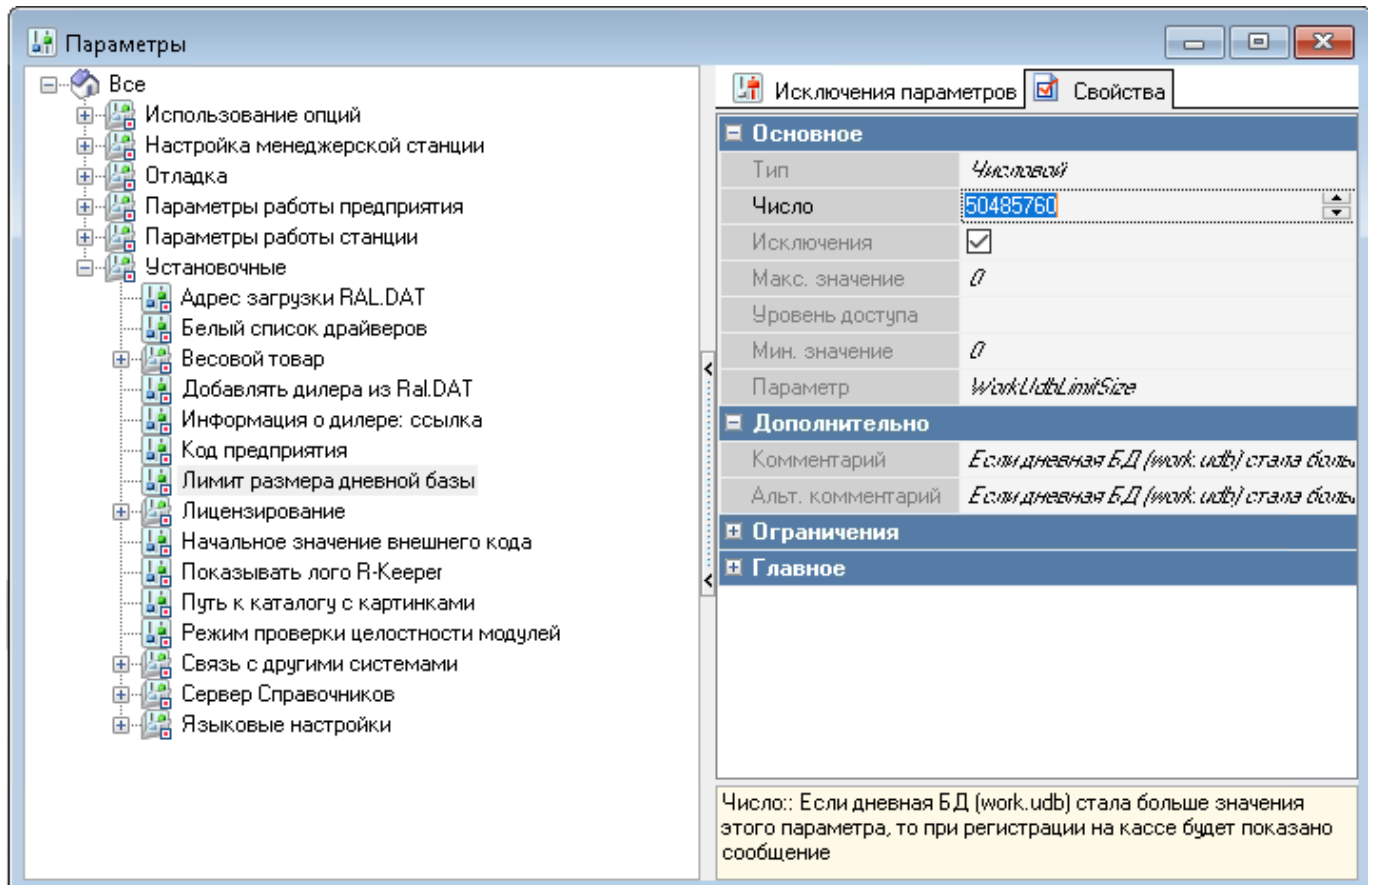 Параметры
Все
Использование опций
Настройка менеджерской станции
Отладка
Параметры работы предприятия
Параметры работы станции
Установочные
Адрес загрузки RAL.DAT
Белый список драйверов
Весовой товар
Добавлять дилера из Ral.DAT
Информация о дилере: ссылка
Код предприятия
Лимит размера дневной базы
Лицензирование
Начальное значение внешнего кода
Показывать лого R-Keeper
Путь к каталогу с картинками
Режим проверки целостности модулей
Связь с другими системами
Сервер Справочников
Языковые настройки
Исключения параметров Свойства
Основное
Тип Числовой
Число 50485760
Исключения
Макс. значение 0
Уровень доступа
Мин. значение 0
Параметр WorkUdbLimitSize
Дополнительно
Комментарий Если дневная БД (work.udb) стала боль
Альт. комментарий Если дневная БД (work.udb) стала боль
Ограничения
Главное
Число:: Если дневная БД (work.udb) стала больше значения
этого параметра, то при регистрации на кассе будет показано
сообщение